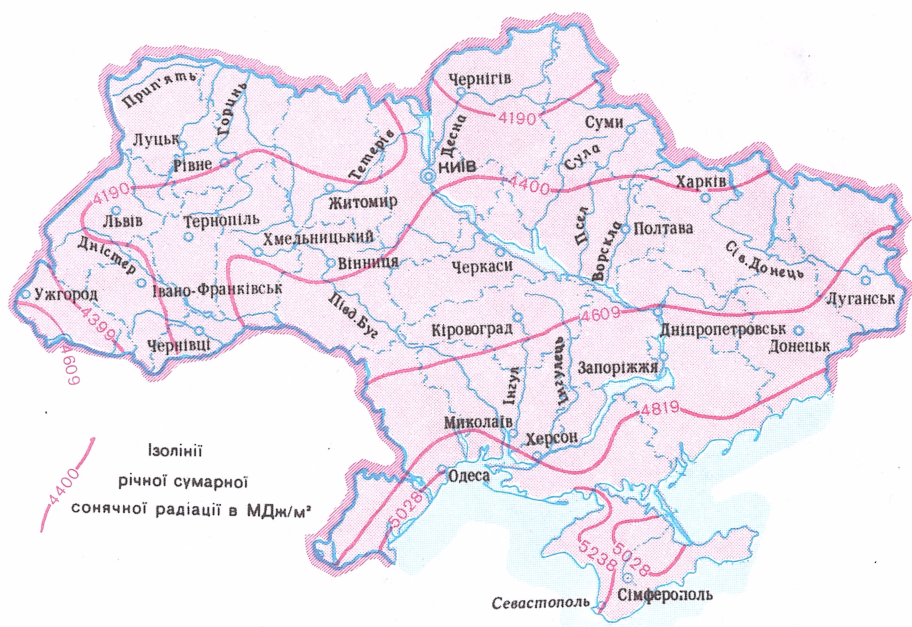 Чернігів
Прип'ять
Горинь
Десна
4190
Суми
Луцьк
Сула
Тетерів
Рівне
КИЇВ
4400
Харків
4190
Житомир
Львів
Тернопіль
Псел
Ворскла
Полтава
Хмельницький
Дністер
Вінниця
Черкаси
Сів. Донець
Івано-Франківськ
Ужгород
Луганськ
Півд. Буг
4399
Кіровоград
4609
Дніпропетровськ
Чернівці
Донецьк
4609
Інгул
Інгулець
Запоріжжя
4819
Миколаїв
Херсон
Одеса
4400
Ізолінії
річної сумарної
сонячної радіації в МДж/м²
5028
5238
5028
Сімферополь
Севастополь